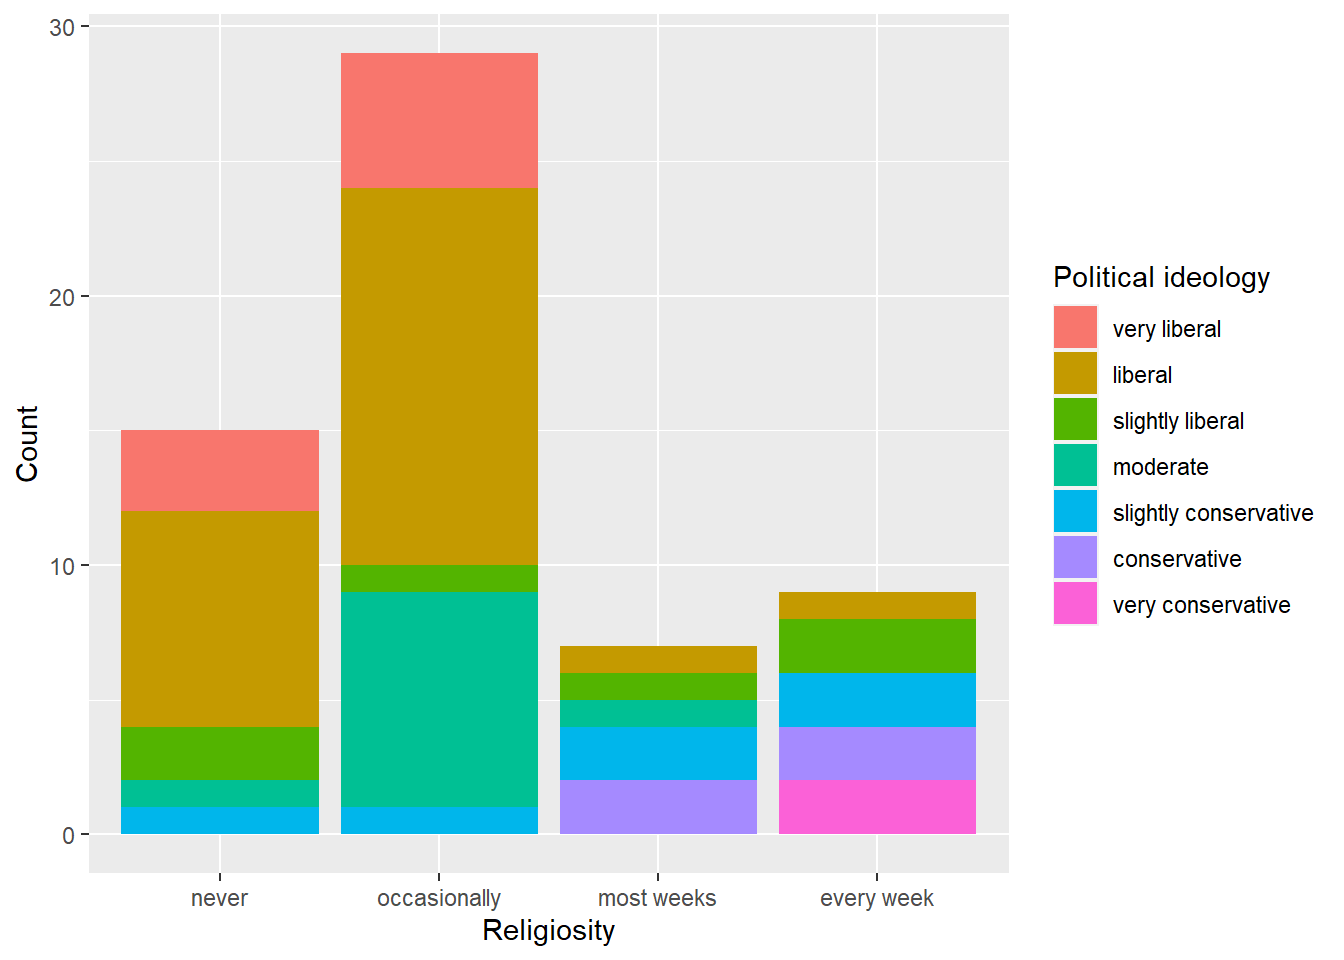 30
20
10
0
Count
never
occasionally
most weeks
every week
Religiosity
Political ideology
very liberal
liberal
slightly liberal
moderate
slightly conservative
conservative
very conservative